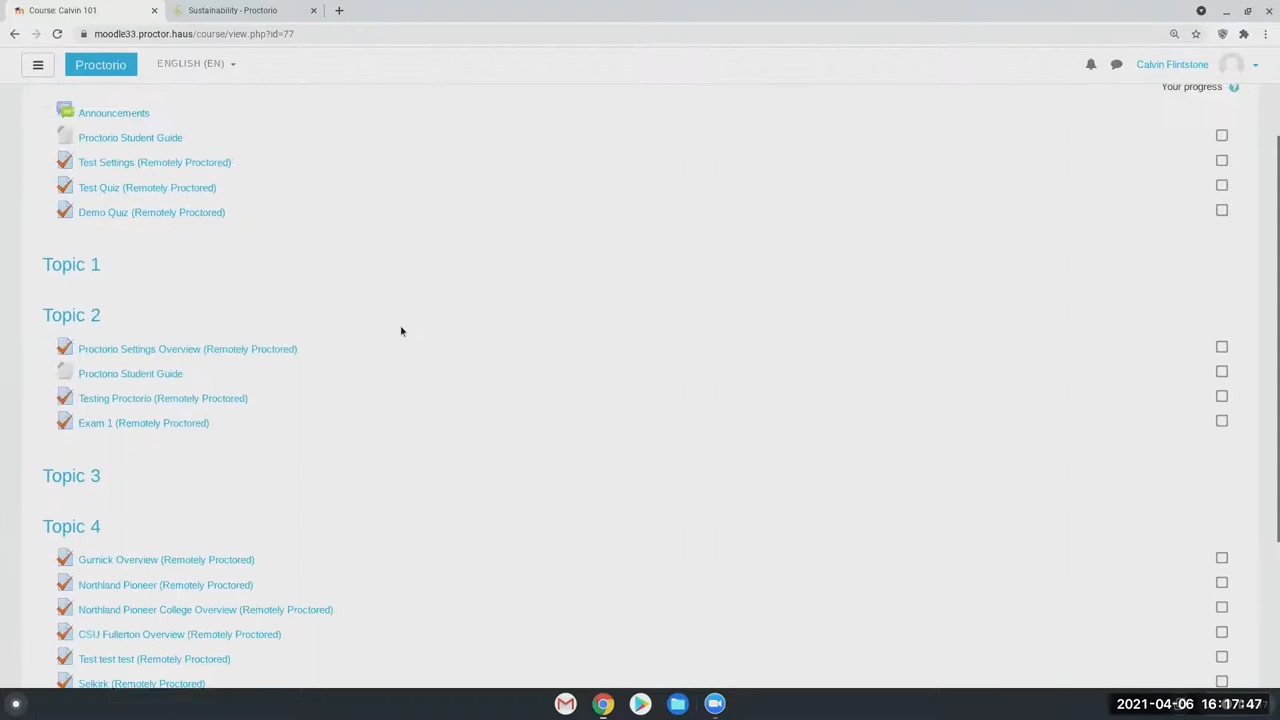 Course: Calvin 101
Sustainability - Proctorio
moodle33.proctor.haus/course/view.php?id=77
Proctorio
ENGLISH (EN)
Calvin Flintstone
Your progress
Announcements
Proctorio Student Guide
Test Settings (Remotely Proctored)
Test Quiz (Remotely Proctored)
Demo Quiz (Remotely Proctored)
Topic 1
Topic 2
Proctorio Settings Overview (Remotely Proctored)
Proctorio Student Guide
Testing Proctorio (Remotely Proctored)
Exam 1 (Remotely Proctored)
Topic 3
Topic 4
Gurnick Overview (Remotely Proctored)
Northland Pioneer (Remotely Proctored)
Northland Pioneer College Overview (Remotely Proctored)
CSU Fullerton Overview (Remotely Proctored)
Test test test (Remotely Proctored)
Selkirk (Remotely Proctored)
2021-04-06 16:17:47